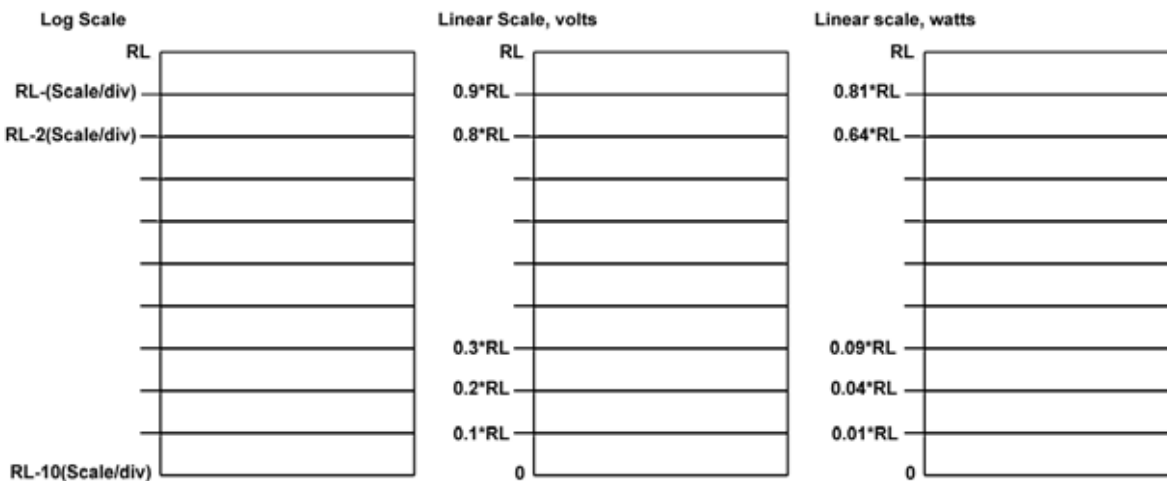 Log Scale
RL
RL-(Scale/div)
RL-2(Scale/div)
RL-10(Scale/div)
Linear Scale, volts
RL
0.9*RL
0.8*RL
0.3*RL
0.2*RL
0.1*RL
0
Linear scale, watts
RL
0.81*RL
0.64*RL
0.09*RL
0.04*RL
0.01*RL
0